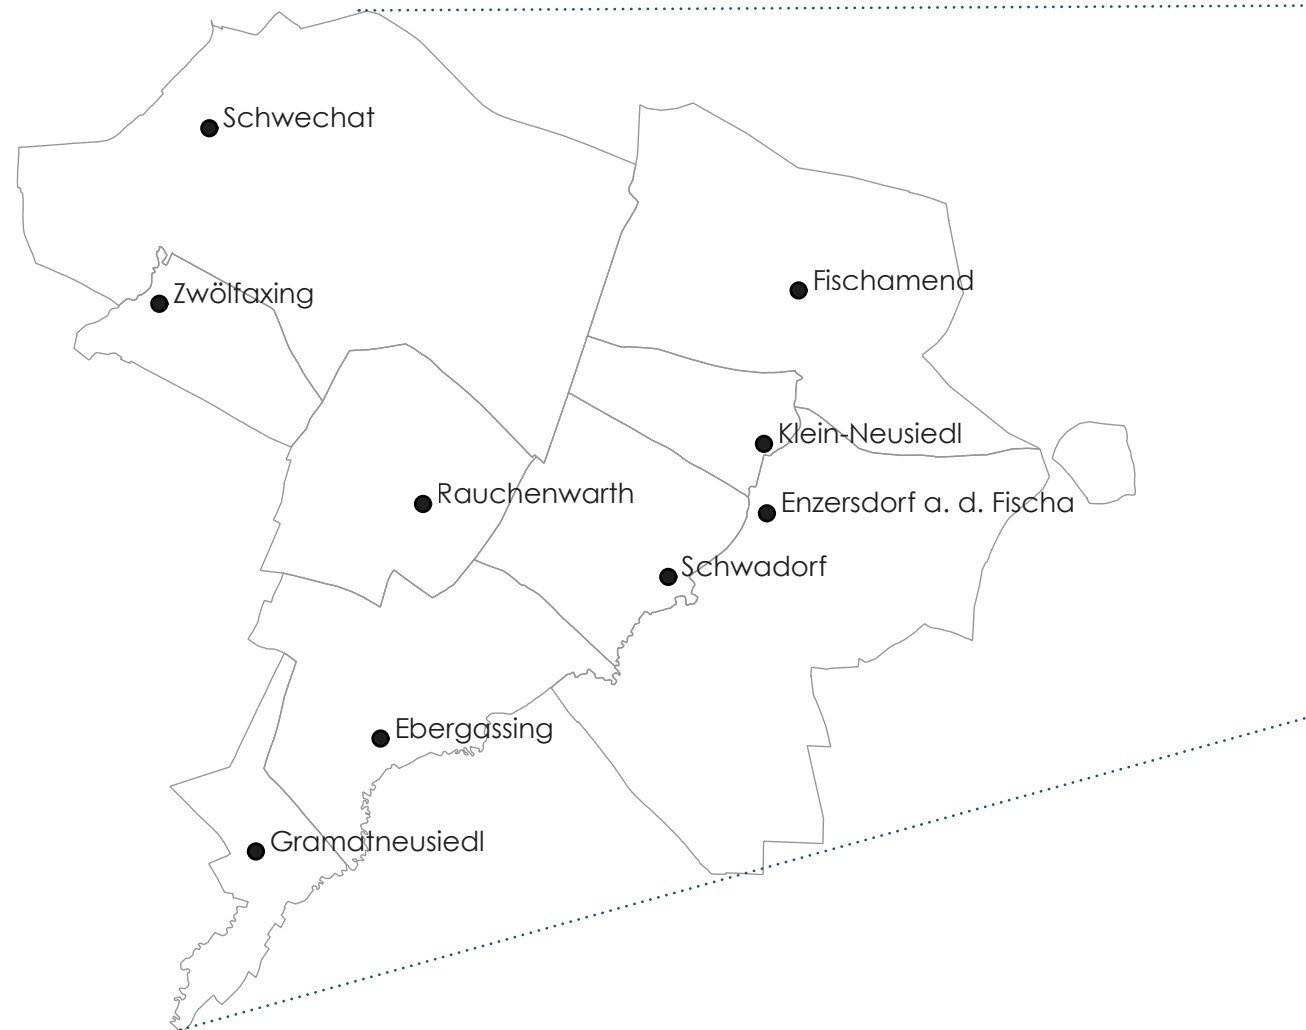 Schwechat
Fischamend
Zwölfaxing
Klein-Neusiedl
Rauchenwarth
Enzersdorf a. d. Fischa
Schwadorf
Ebergassing
Gramatneusiedl